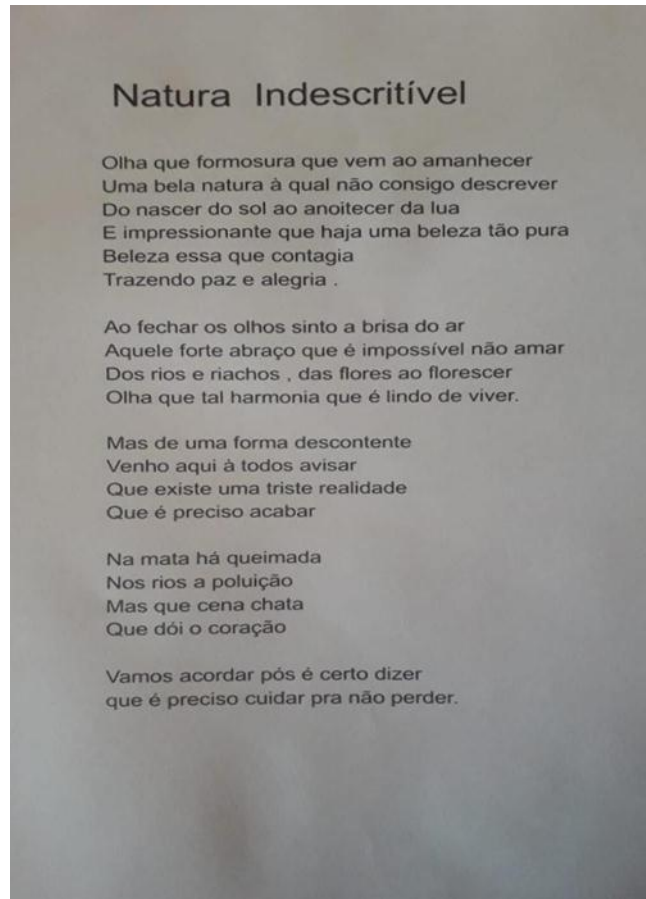 Natura Indescritível
Olha que formosura que vem ao amanhecer
Uma bela natura à qual não consigo descrever
Do nascer do sol ao anoitecer da lua
E impressionante que haja uma beleza tão pura
Beleza essa que contagia
Trazendo paz e alegria .
Ao fechar os olhos sinto a brisa do ar
Aquele forte abraço que é impossível não amar
Dos rios e riachos , das flores ao florescer
Olha que tal harmonia que é lindo de viver.
Mas de uma forma descontente
Venho aqui à todos avisar
Que existe uma triste realidade
Que é preciso acabar
Na mata há queimada
Nos rios a poluição
Mas que cena chata
Que dói o coração
Vamos acordar pós é certo dizer
que é preciso cuidar pra não perder.